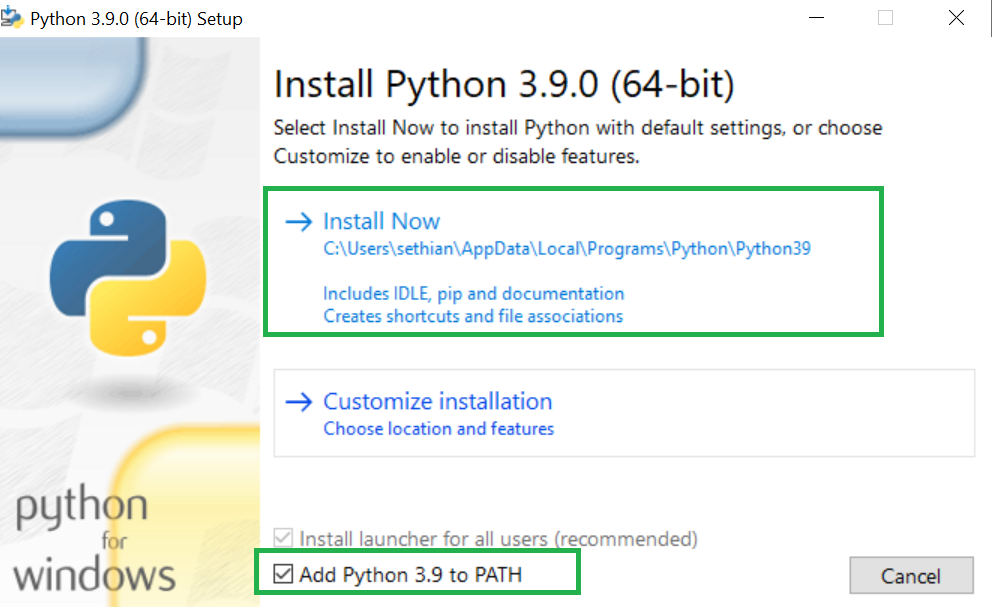 Python 3.9.0 (64-bit) Setup
Install Python 3.9.0 (64-bit)
Select Install Now to install Python with default settings, or choose
Customize to enable or disable features.
Install Now
C:\Users\sethian\AppData\Local\Programs\Python\Python39
Includes IDLE, pip and documentation
Creates shortcuts and file associations
Customize installation
Choose location and features
Install launcher for all users (recommended)
Add Python 3.9 to PATH
Cancel
python
for
windows